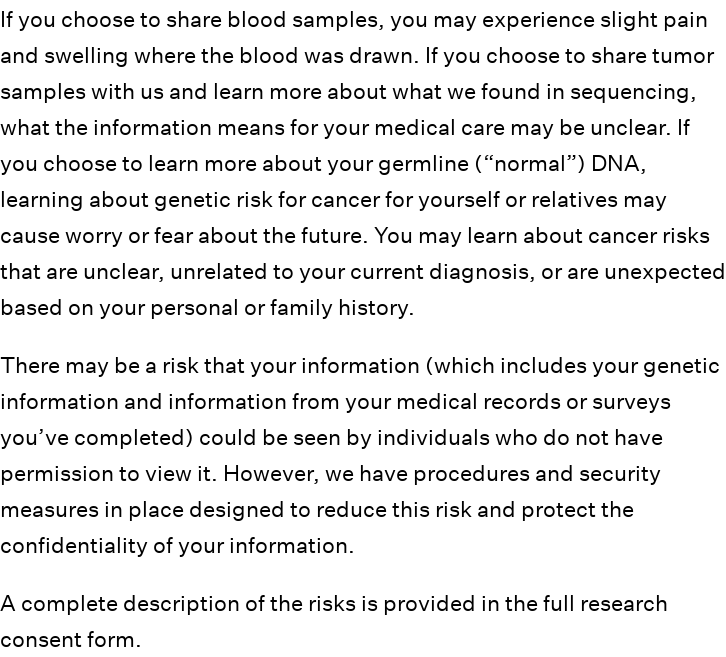 If you choose to share blood samples, you may experience slight pain
and swelling where the blood was drawn. If you choose to share tumor
samples with us and learn more about what we found in sequencing,
what the information means for your medical care may be unclear. If
you choose to learn more about your germline (“normal”) DNA,
learning about genetic risk for cancer for yourself or relatives may
cause worry or fear about the future. You may learn about cancer risks
that are unclear, unrelated to your current diagnosis, or are unexpected
based on your personal or family history.
There may be a risk that your information (which includes your genetic
information and information from your medical records or surveys
you’ve completed) could be seen by individuals who do not have
permission to view it. However, we have procedures and security
measures in place designed to reduce this risk and protect the
confidentiality of your information.
A complete description of the risks is provided in the full research
consent form.